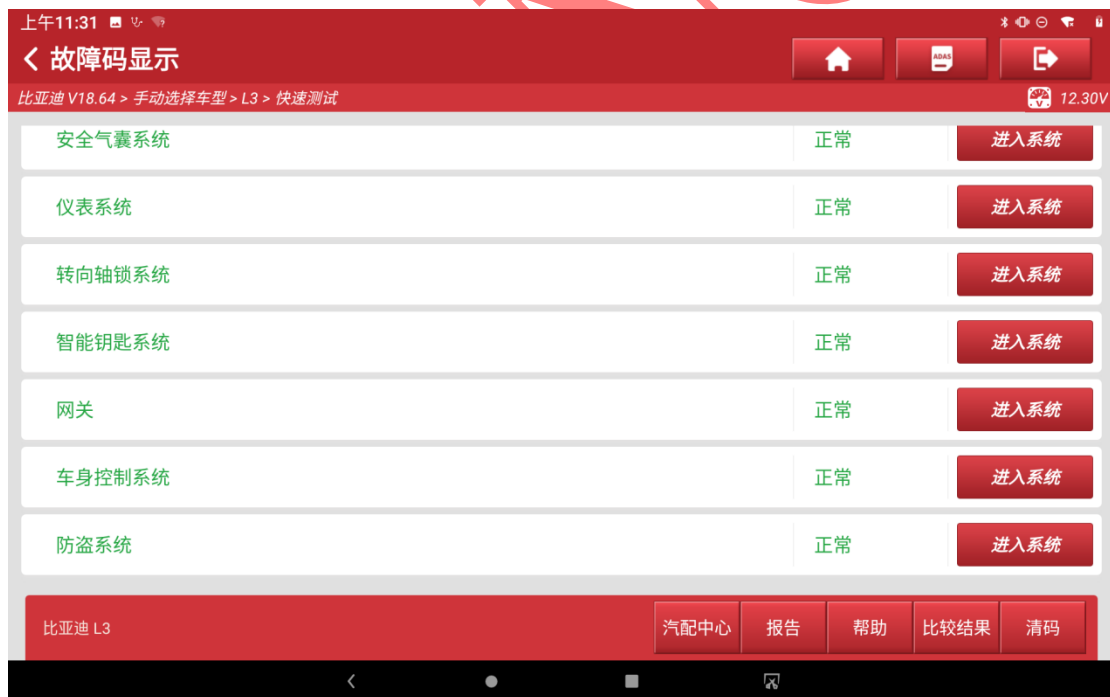 上午11:31
故障码显示
ADAS
比亚迪 V18.64 > 手动选择车型 > L3 > 快速测试
12.30V
安全气囊系统 正常 进入系统
仪表系统 正常 进入系统
转向轴锁系统 正常 进入系统
智能钥匙系统 正常 进入系统
网关 正常 进入系统
车身控制系统 正常 进入系统
防盗系统 正常 进入系统
比亚迪 L3 汽配中心 报告 帮助 比较结果 清码